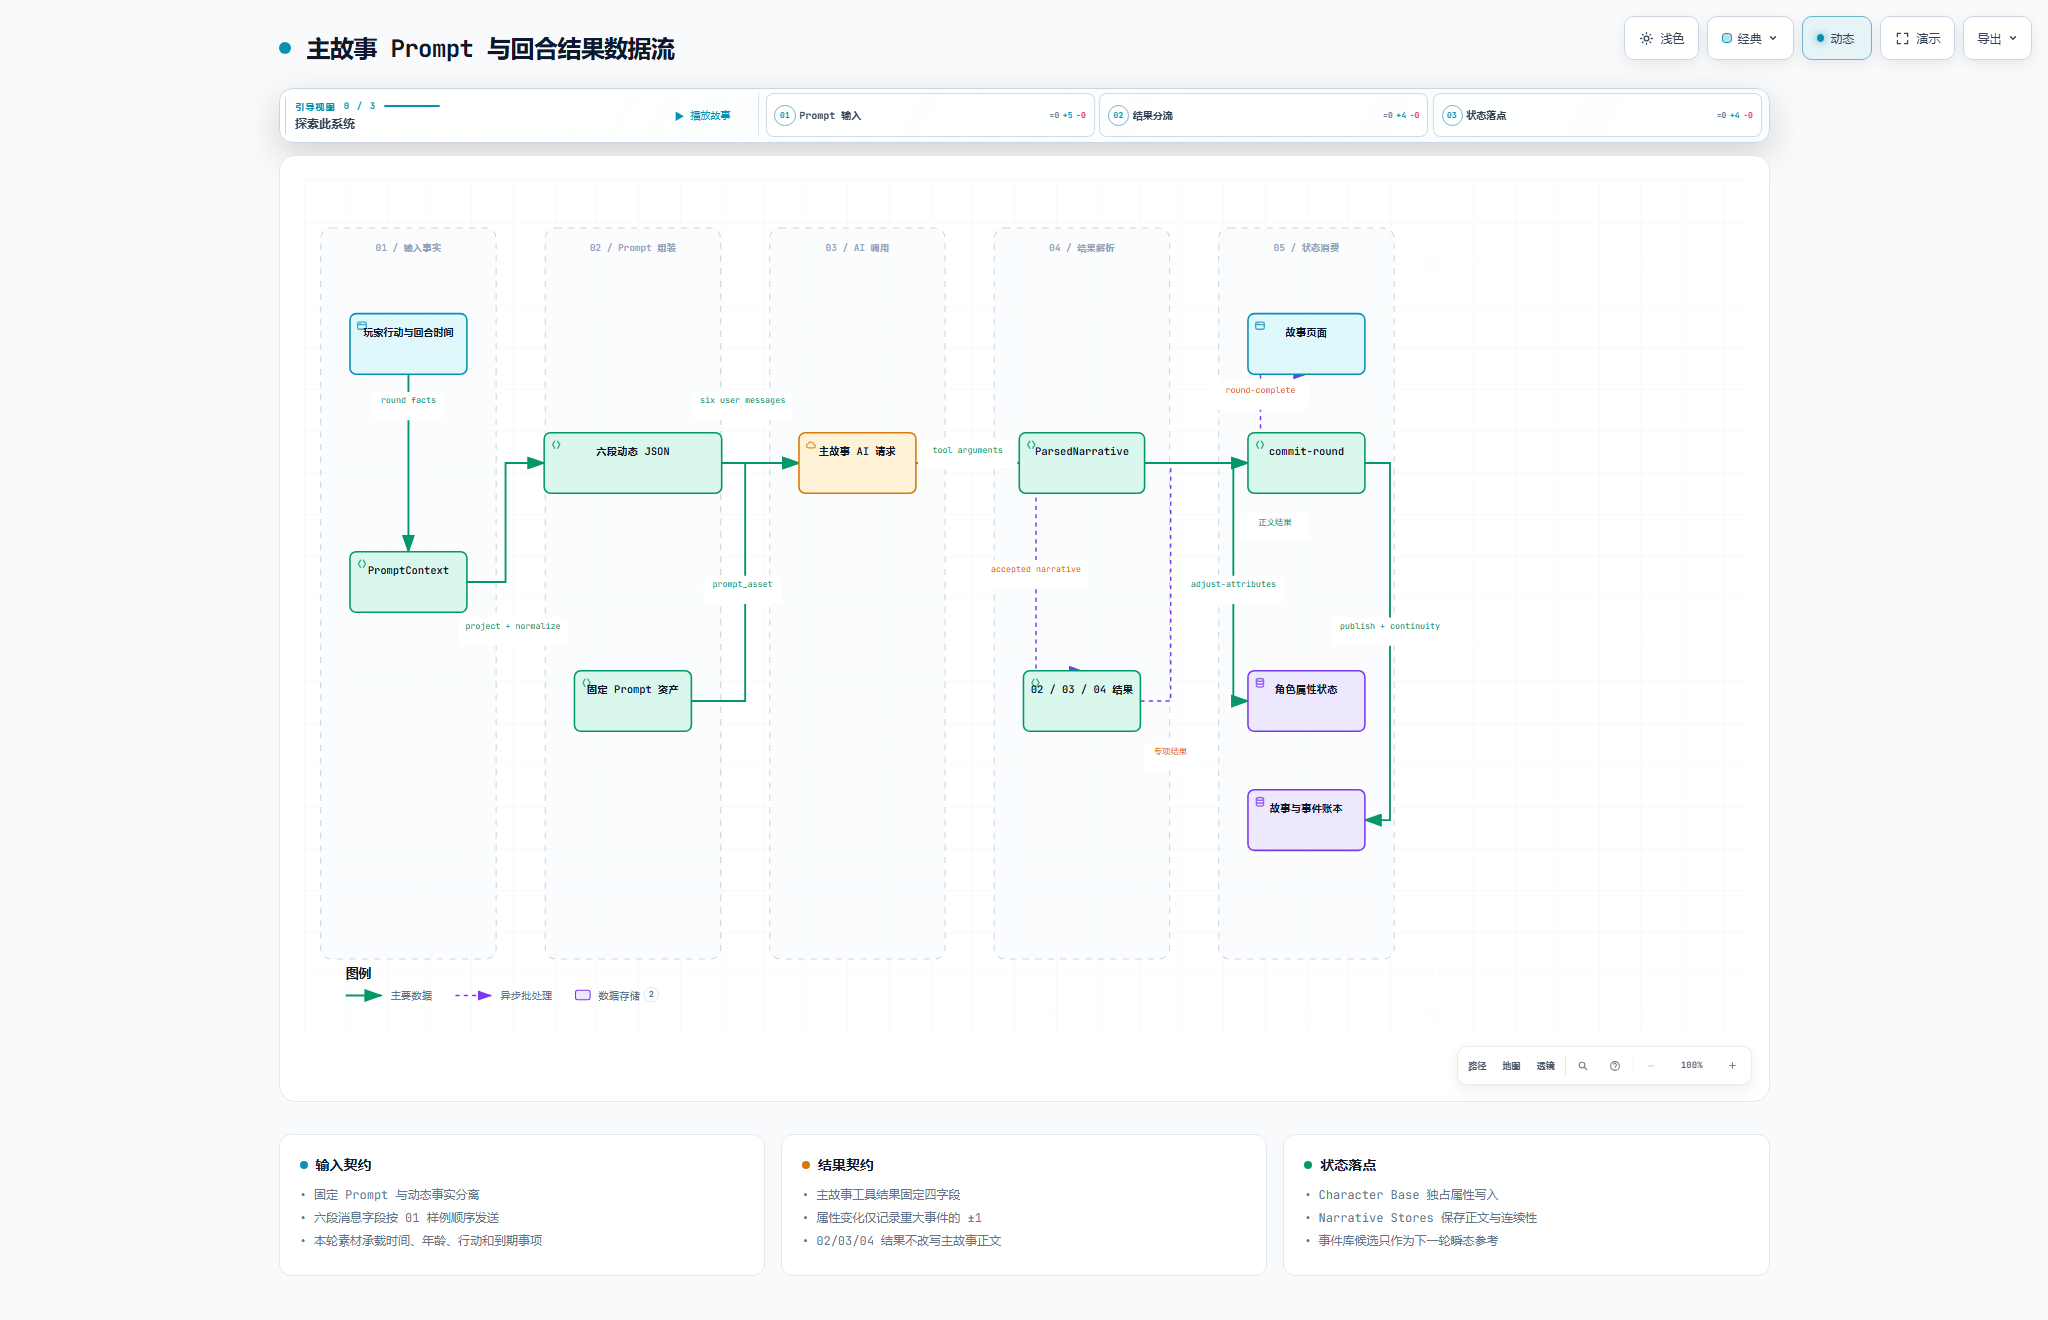 主故事 Prompt 与回合结果数据流
浅色
经典
动态
演示
导出
引导视图 0 / 3
探索此系统
播放故事
01 Prompt 输入 =0 +5 -0
02 结果分流 =0 +4 -0
03 状态落点 =0 +4 -0
01 / 输入事实
02 / Prompt 组装
03 / AI 调用
04 / 结果解析
05 / 状态消费
玩家行动与回合时间
故事页面
round facts
six user messages
round-complete
六段动态 JSON
主故事 AI 请求
tool arguments
ParsedNarrative
commit-round
正义结果
PromptContext
accepted narrative
prompt_asset
adjust-attributes
project + normalize
publish + continuity
固定 Prompt 资产
02 / 03 / 04 结果
角色属性状态
专项结果
故事与事件账本
图例
主要数据
异步批处理
数据存储 2
路径
地图
透镜
100%
输入契约
• 固定 Prompt 与动态事实分离
• 六段消息字段按 01 样例顺序发送
• 本轮素材承载时间、年龄、行动和到期事项
结果契约
• 主故事工具结果固定四字段
• 属性变化仅记录重大事件的 ±1
• 02/03/04 结果不改写主故事正文
状态落点
• Character Base 独占属性写入
• Narrative Stores 保存正文与连续性
• 事件库候选只作为下一轮瞬态参考